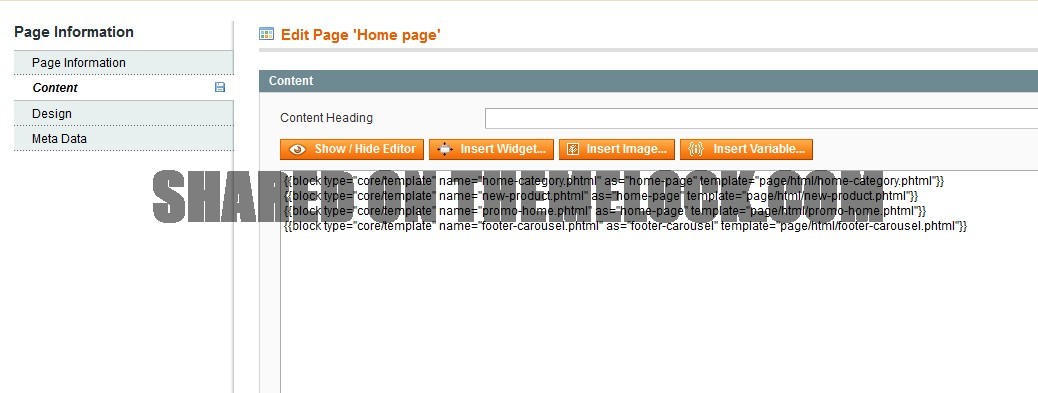 Page Information
Page Information
Content
Design
Meta Data
Edit Page 'Home page'
Content
Content Heading
Show / Hide Editor
Insert Widget...
Insert Image...
Insert Variable...
{{block type="core/template" name="home-category.phtml" as="home-page" template="page/html/home-category.phtml"}}
{{block type="core/template" name="new-product.phtml" as="home-page" template="page/html/new-product.phtml"}}
{{block type="core/template" name="promo-home.phtml" as="home-page" template="page/html/promo-home.phtml"}}
{{block type="core/template" name="footer-carousel.phtml" as="footer-carousel" template="page/html/footer-carousel.phtml"}}
SHARED ON THEMELOCK.COM